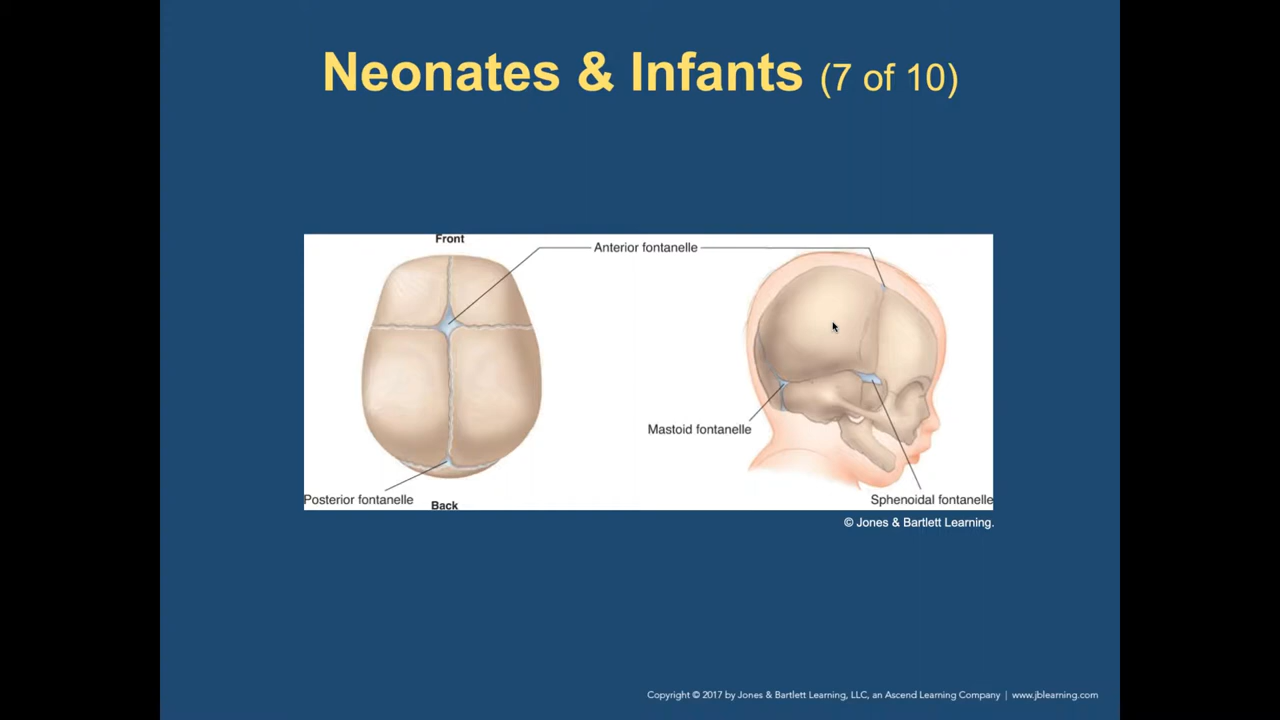 Neonates & Infants (7 of 10)
Front
Anterior fontanelle
Mastoid fontanelle
Posterior fontanelle
Back
Sphenoidal fontanelle
© Jones & Bartlett Learning.
Copyright © 2017 by Jones & Bartlett Learning, LLC, an Ascend Learning Company | www.jblearning.com